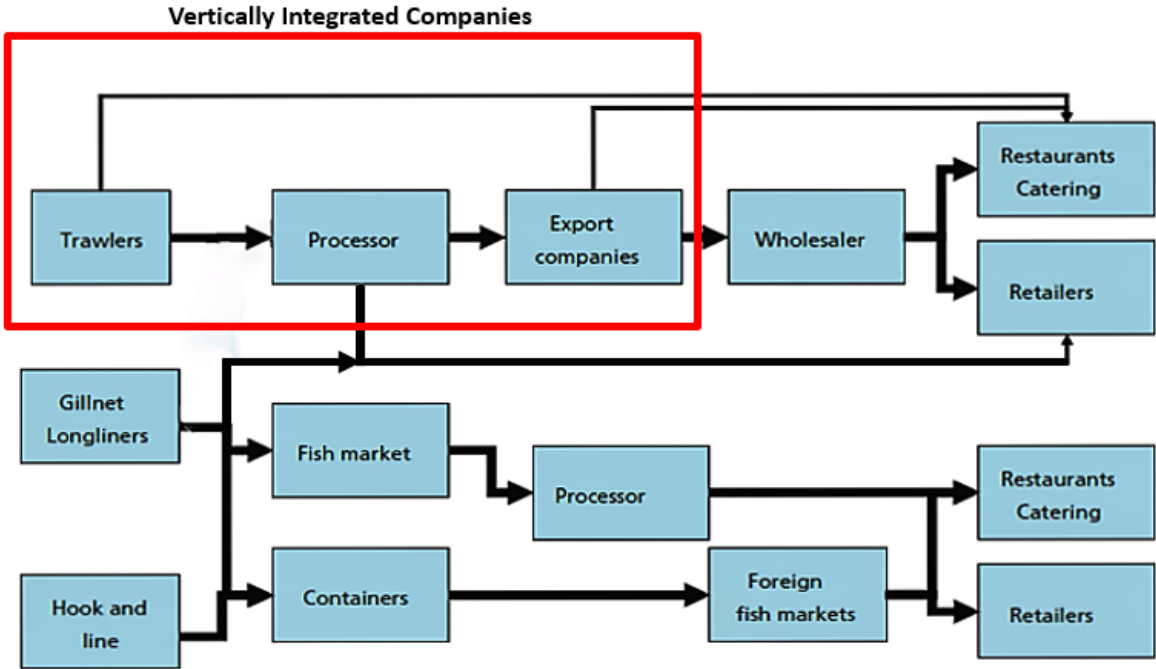 Vertically Integrated Companies
Restaurants
Catering
Trawlers
Processor
Export
companies
Wholesaler
Retailers
Gillnet
Longliners
Fish market
Processor
Restaurants
Catering
Hook and
line
Containers
Foreign
fish markets
Retailers